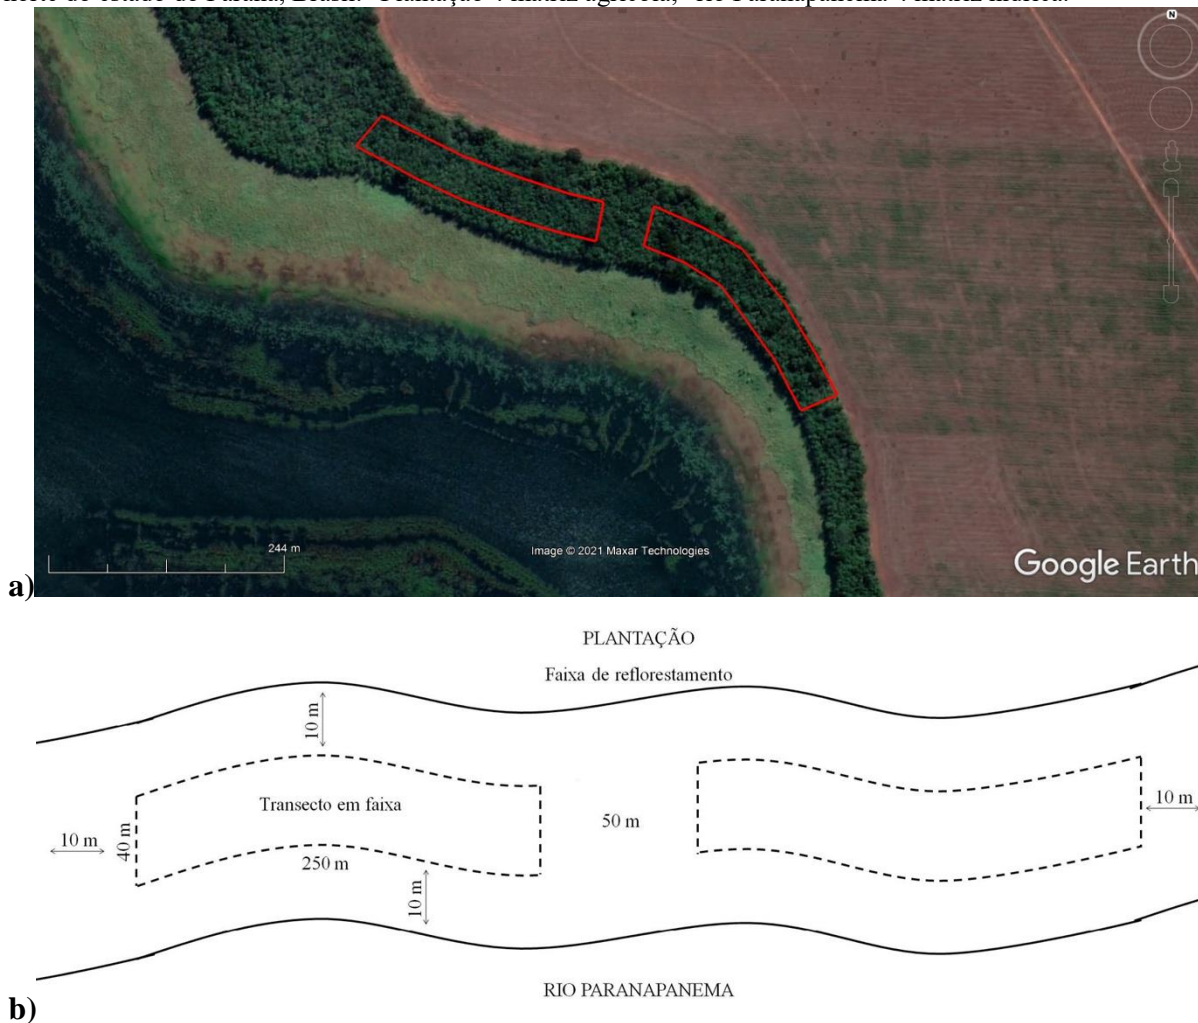 norte do estado do Paraná, Brasil. "Plantação": matriz agrícola, "rio Paranapanema": matriz hídrica.
N
244 m
Image © 2021 Maxar Technologies
Google Earth
a)
PLANTAÇÃO
Faixa de reflorestamento
10 m
Transecto em faixa
10 m
40 m
250 m
50 m
10 m
10 m
RIO PARANAPANEMA
b)